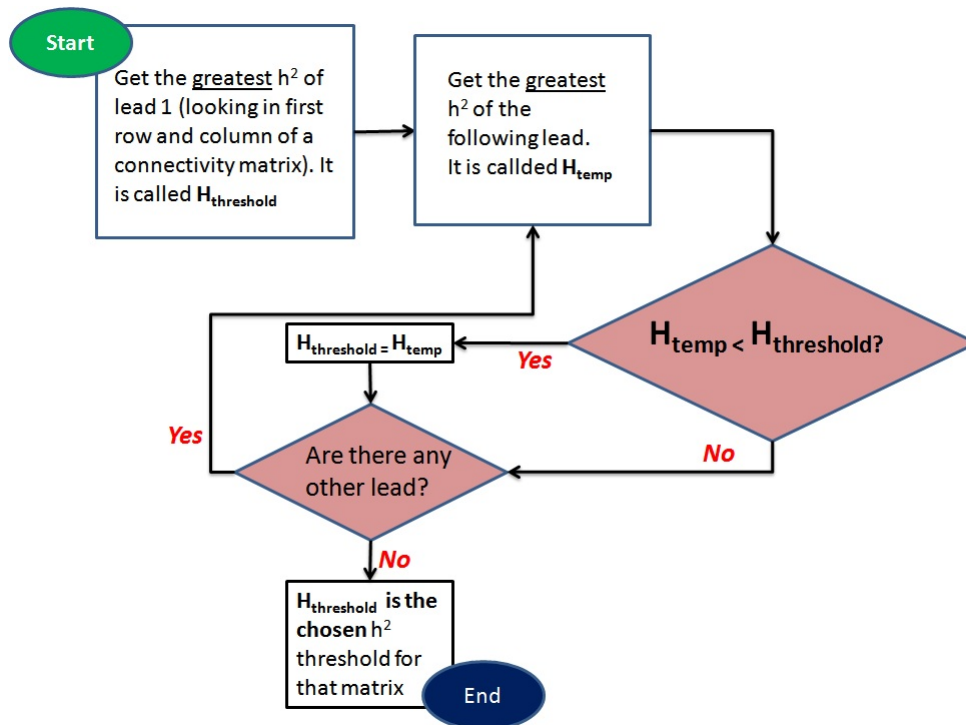 Start
Get the greatest h² of
lead 1 (looking in first
row and column of a
connectivity matrix). It
is called Hthreshold
Get the greatest
h² of the
following lead.
It is callded Htemp
Htemp < Hthreshold?
Yes
No
Hthreshold = Htemp
Are there any
other lead?
Yes
No
Hthreshold is the
chosen h²
threshold for
that matrix
End